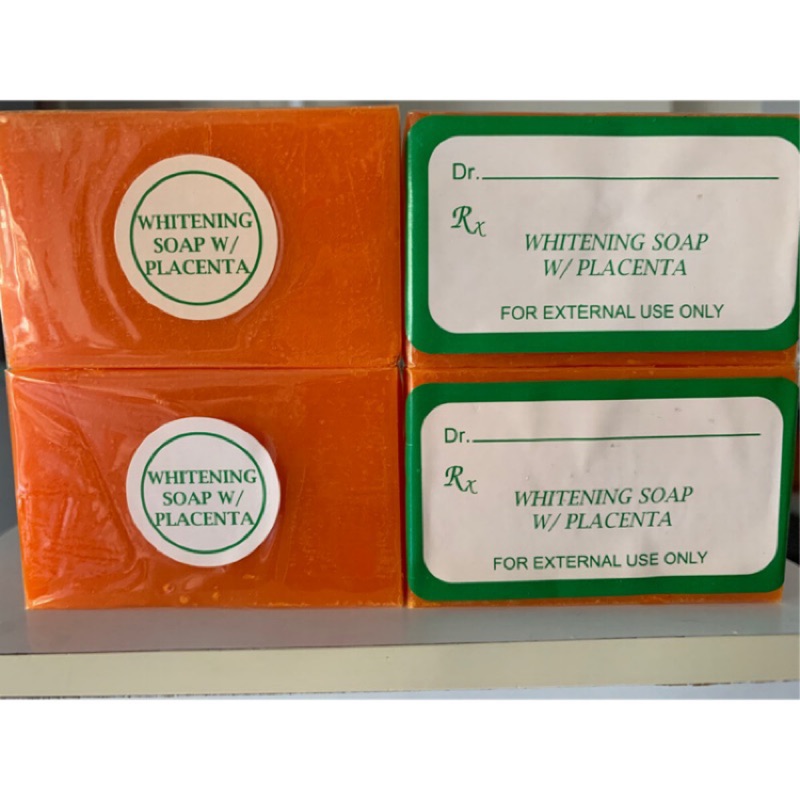 WHITENING
SOAP W/
PLACENTA
Dr.
Rx
WHITENING SOAP
W/ PLACENTA
FOR EXTERNAL USE ONLY
WHITENING
SOAP W/
PLACENTA
Dr.
Rx
WHITENING SOAP
W/ PLACENTA
FOR EXTERNAL USE ONLY